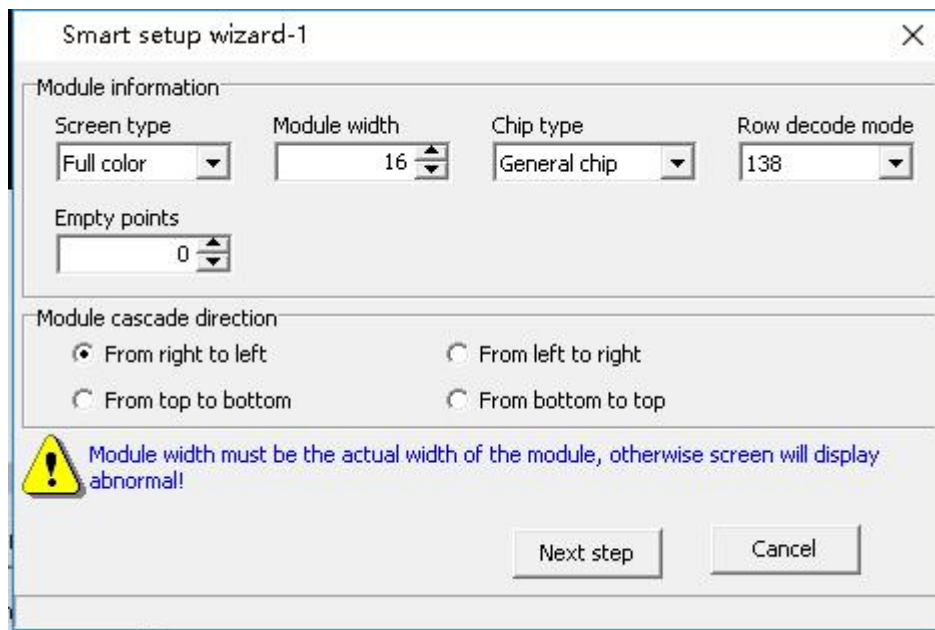 Smart setup wizard-1
Module information
Screen type Module width Chip type Row decode mode
Full color 16 General chip 138
Empty points
0
Module cascade direction
From right to left From left to right
From top to bottom From bottom to top
Module width must be the actual width of the module, otherwise screen will display
abnormal!
Next step Cancel